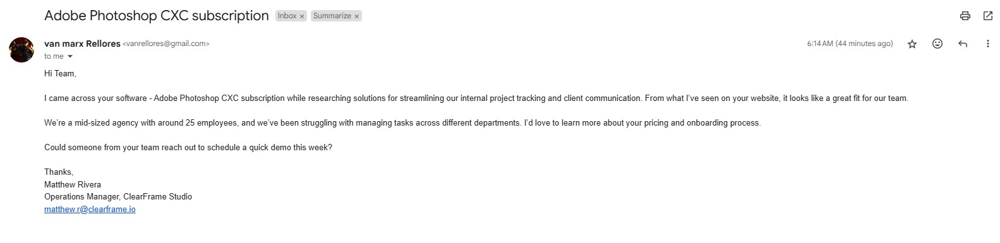 Adobe Photoshop CXC subscription Inbox × Summarize ×
van marx Rellores <vanrellores@gmail.com> 6:14 AM (44 minutes ago)
to me
Hi Team,
I came across your software - Adobe Photoshop CXC subscription while researching solutions for streamlining our internal project tracking and client communication. From what I've seen on your website, it looks like a great fit for our team.
We're a mid-sized agency with around 25 employees, and we've been struggling with managing tasks across different departments. I'd love to learn more about your pricing and onboarding process.
Could someone from your team reach out to schedule a quick demo this week?
Thanks,
Matthew Rivera
Operations Manager, ClearFrame Studio
matthew.r@clearframe.io